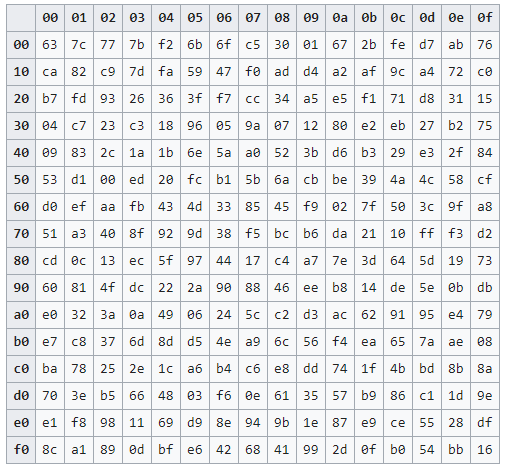 00 01 02 03 04 05 06 07 08 09 0a 0b 0c 0d 0e 0f
00 63 7c 77 7b f2 6b 6f c5 30 01 67 2b fe d7 ab 76
10 ca 82 c9 7d fa 59 47 f0 ad d4 a2 af 9c a4 72 c0
20 b7 fd 93 26 36 3f f7 cc 34 a5 e5 f1 71 d8 31 15
30 04 c7 23 c3 18 96 05 9a 07 12 80 e2 eb 27 b2 75
40 09 83 2c 1a 1b 6e 5a a0 52 3b d6 b3 29 e3 2f 84
50 53 d1 00 ed 20 fc b1 5b 6a cb be 39 4a 4c 58 cf
60 d0 ef aa fb 43 4d 33 85 45 f9 02 7f 50 3c 9f a8
70 51 a3 40 8f 92 9d 38 f5 bc b6 da 21 10 ff f3 d2
80 cd 0c 13 ec 5f 97 44 17 c4 a7 7e 3d 64 5d 19 73
90 60 81 4f dc 22 2a 90 88 46 ee b8 14 de 5e 0b db
a0 e0 32 3a 0a 49 06 24 5c c2 d3 ac 62 91 95 e4 79
b0 e7 c8 37 6d 8d d5 4e a9 6c 56 f4 ea 65 7a ae 08
c0 ba 78 25 2e 1c a6 b4 c6 e8 dd 74 1f 4b bd 8b 8a
d0 70 3e b5 66 48 03 f6 0e 61 35 57 b9 86 c1 1d 9e
e0 e1 f8 98 11 69 d9 8e 94 9b 1e 87 e9 ce 55 28 df
f0 8c a1 89 0d bf e6 42 68 41 99 2d 0f b0 54 bb 16